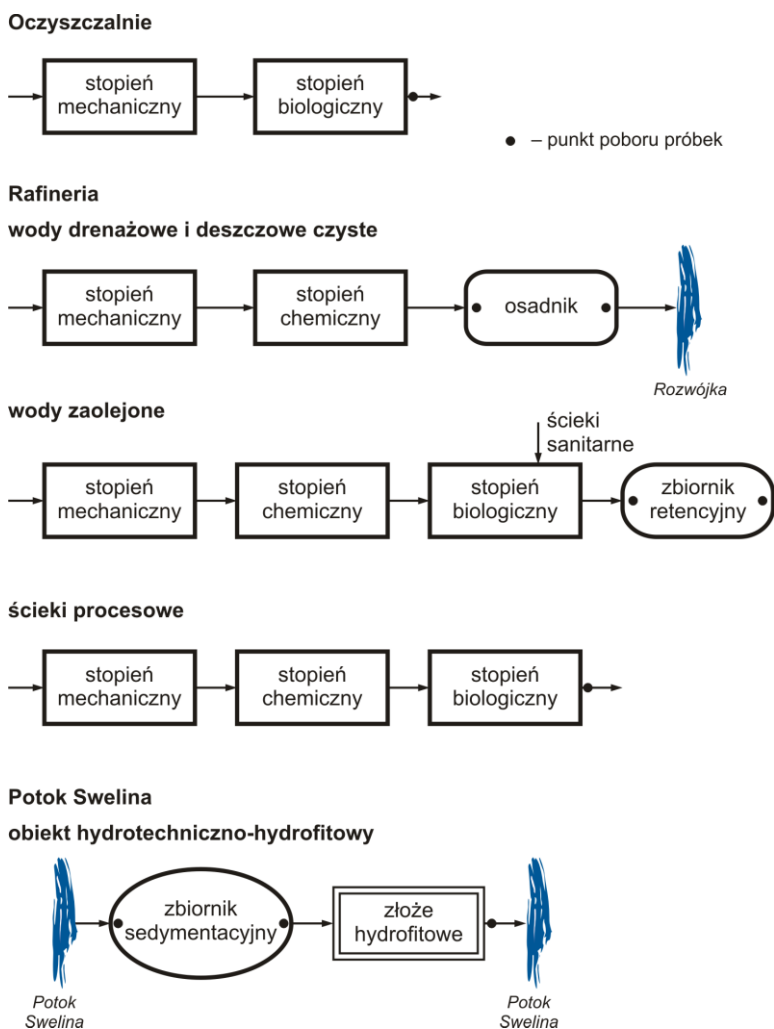 Oczyszczalnie
stopień
mechaniczny
stopień
biologiczny
– punkt poboru próbek
Rafineria
wody drenażowe i deszczowe czyste
stopień
mechaniczny
stopień
chemiczny
osadnik
Rozwójka
wody zaolejone
ścieki
sanitarne
stopień
mechaniczny
stopień
chemiczny
stopień
biologiczny
zbiornik
retencyjny
ścieki procesowe
stopień
mechaniczny
stopień
chemiczny
stopień
biologiczny
Potok Swelina
obiekt hydrotechniczno-hydrofitowy
zbiornik
sedymentacyjny
złoże
hydrofitowe
Potok
Swelina
Potok
Swelina